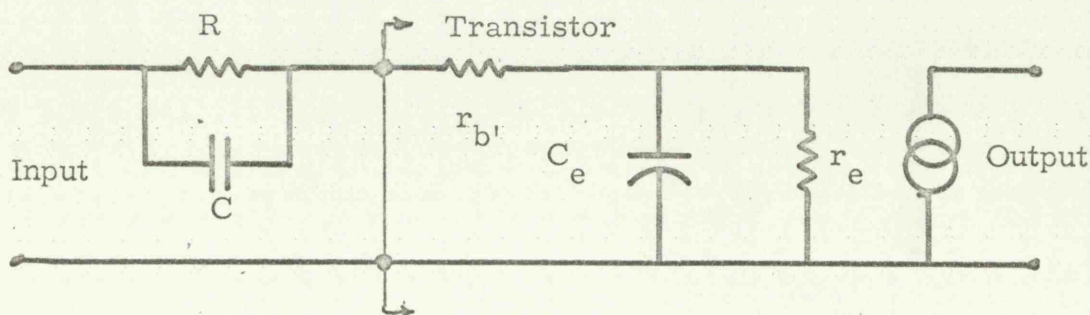 R
Transistor
r_b'
C_e
r_e
Input
Output
C